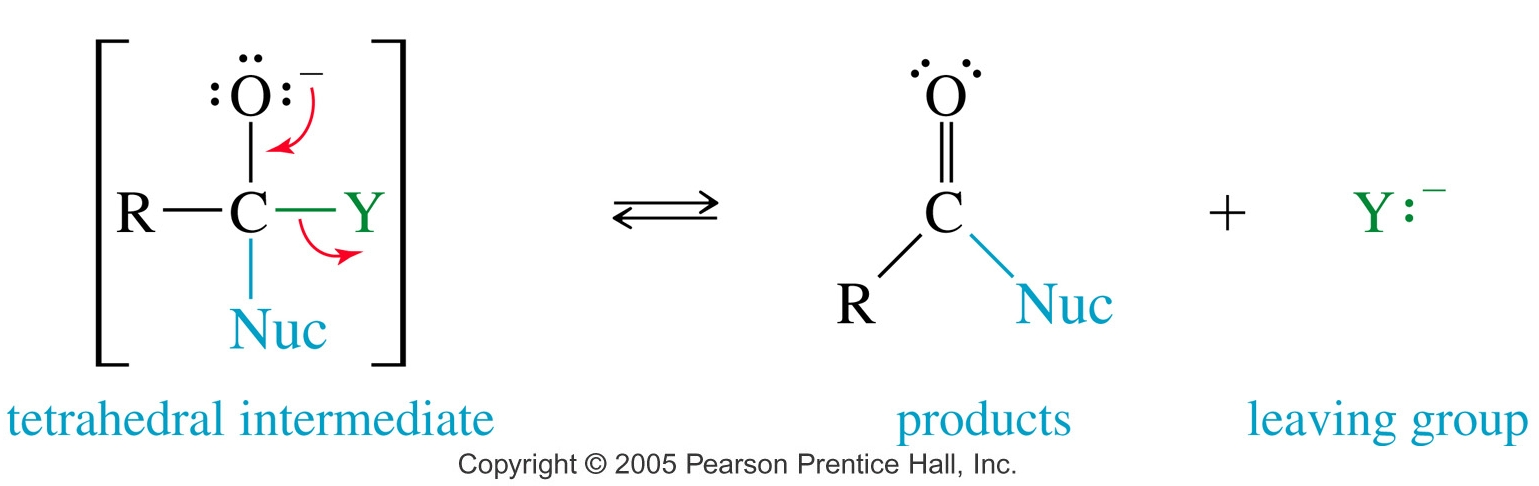 :Ö:⁻ Ö
R—C—Y C + Y:⁻
Nuc R Nuc
tetrahedral intermediate products leaving group
Copyright © 2005 Pearson Prentice Hall, Inc.